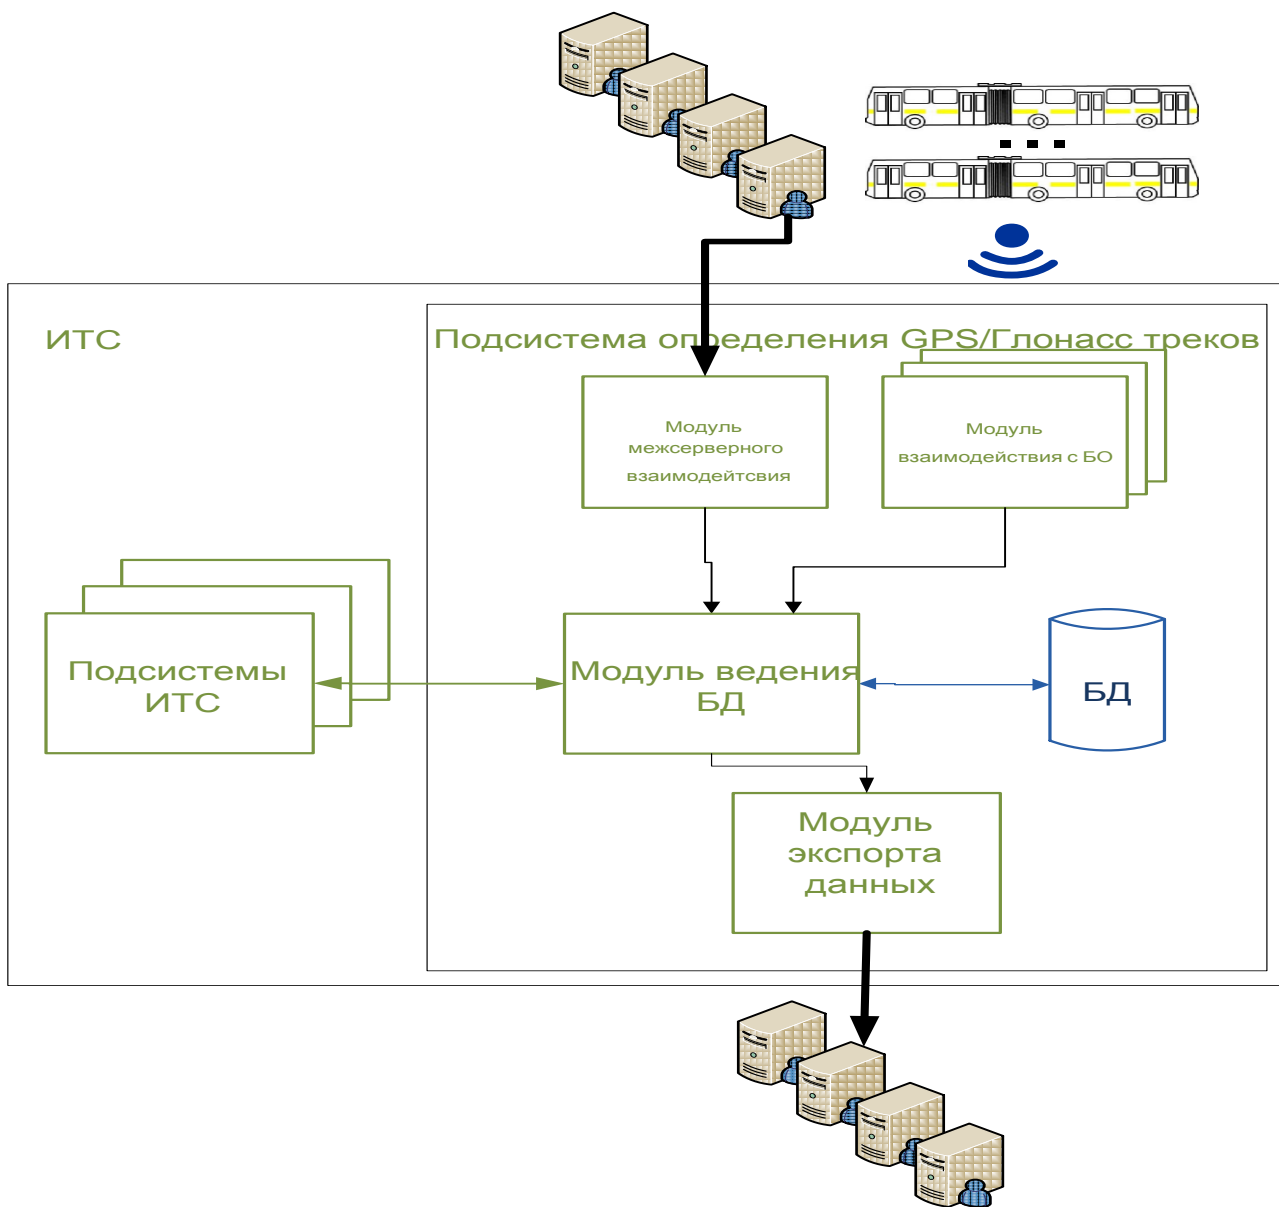 ИТС
Подсистема определения GPS/Глонасс треков
Модуль
межсерверного
взаимодейтсвия
Модуль
взаимодействия с БО
Подсистемы
ИТС
Модуль ведения
БД
БД
Модуль
экспорта
данных